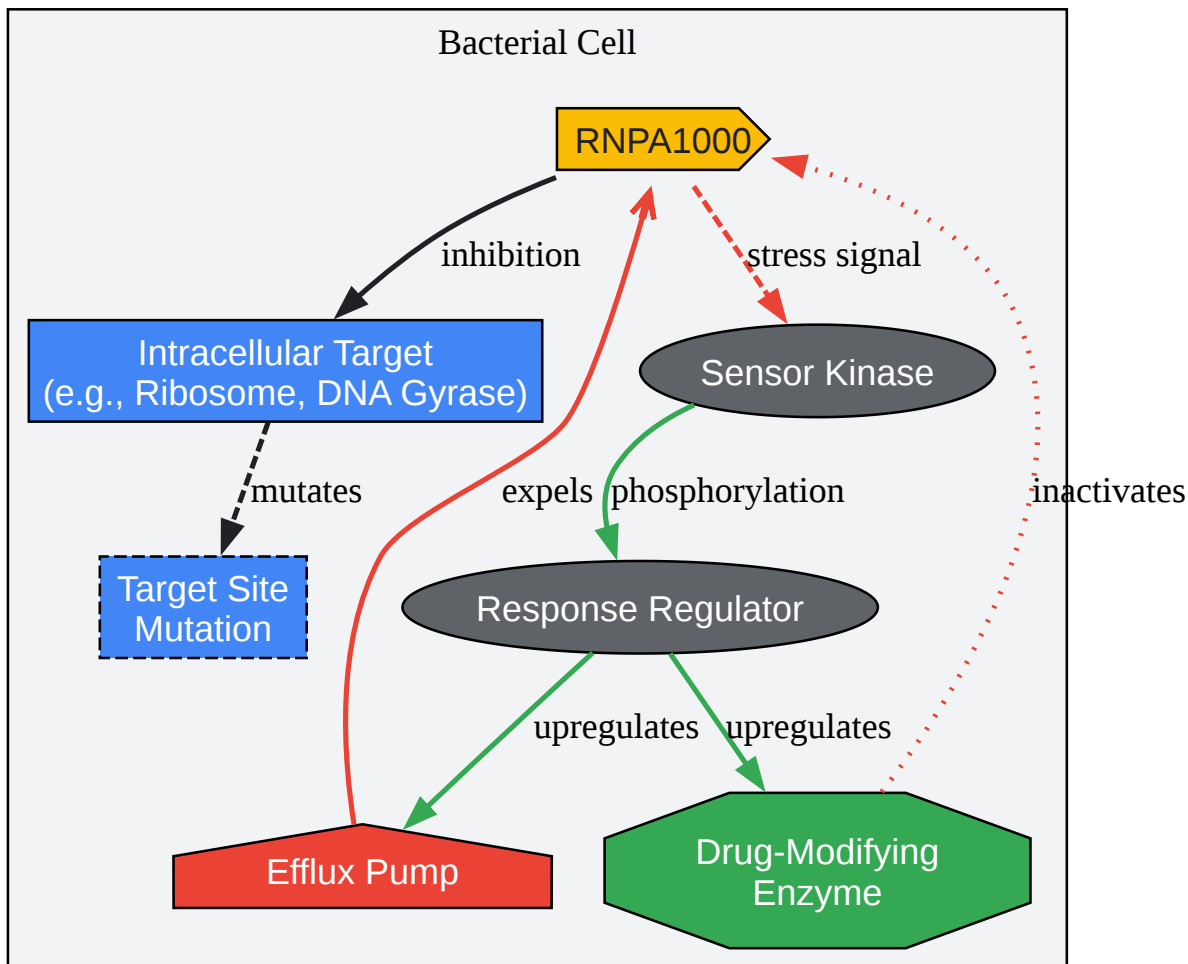 Bacterial Cell
RNPA1000
inhibition
stress signal
Intracellular Target
(e.g., Ribosome, DNA Gyrase)
Sensor Kinase
mutates
expels
phosphorylation
inactivates
Target Site
Mutation
Response Regulator
upregulates
upregulates
Efflux Pump
Drug-Modifying
Enzyme